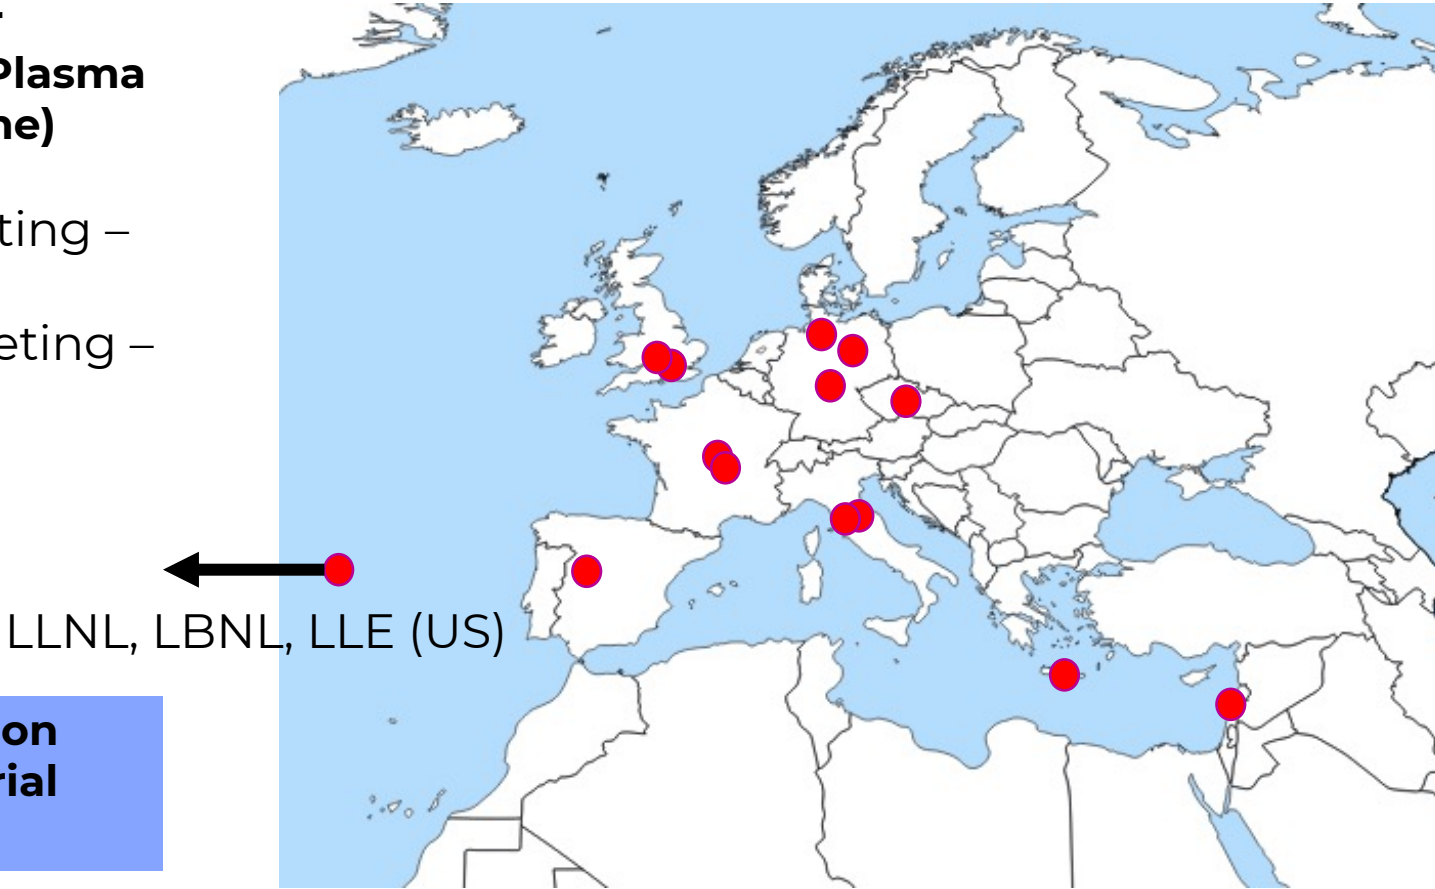 Plasma
ne)
ting –
eting –
LLNL, LBNL, LLE (US)
on
rial